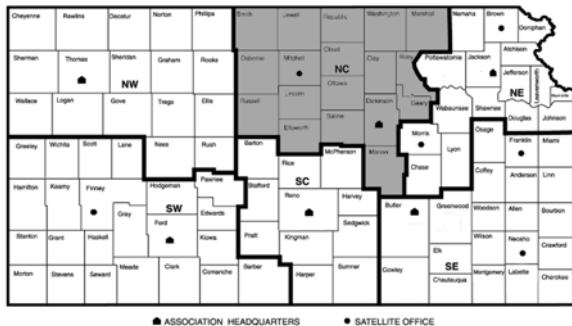 Cheyenne Rawlins Decatur Norton Phillips Smith Jewell Republic Washington Marshall Nemaha Brown Doniphan
Sherman Thomas Sheridan Graham Rooks Osborne Mitchell Cloud Clay Riley Pottawatomie Jackson Atchison
NW NC Jefferson Leavenworth NE
Wallace Logan Gove Trego Ellis Russel Lincoln Ottawa Dickinson Geary Wabaunsee Shawnee
Ellsworth Saline Morris Lyon Osage Douglas Johnson
Greeley Wichita Scott Lane Ness Rush Barton Rice McPherson Marion Chase Franklin Miami
Hamilton Kearny Finney Hodgeman Pawnee Stafford SC Coffey Anderson Linn
SW Gray Ford Edwards Reno Harvey Butler Greenwood Woodson Allen Bourbon
Stanton Grant Haskell Kiowa Pratt Kingman Sedgwick Elk Wilson Neosho Crawford
Morton Stevens Seward Meade Clark Comanche Barber Harper Sumner Cowley SE Chautauqua Montgomery Labette Cherokee
ASSOCIATION HEADQUARTERS SATELLITE OFFICE